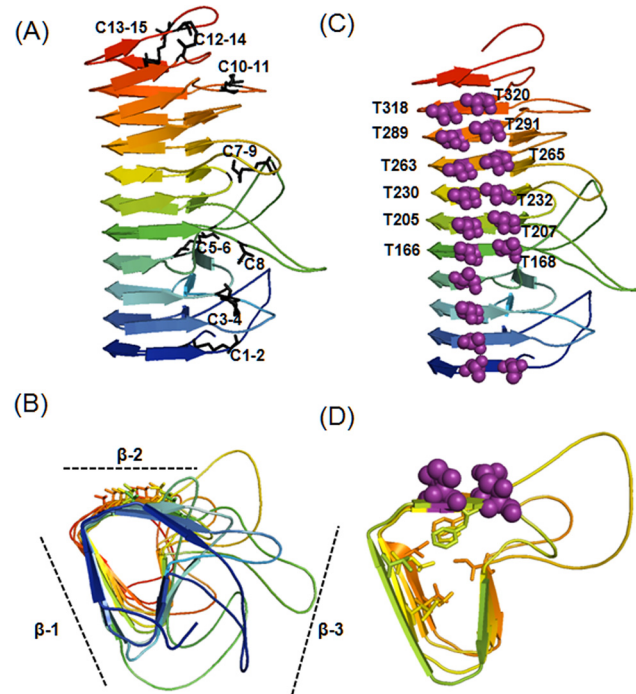 (A)
C13-15
C12-14
C10-11
C7-9
C5-6
C8
C3-4
C1-2
(C)
T320
T318
T291
T289
T265
T263
T230
T232
T205
T207
T166
T168
(B)
β-2
β-1
β-3
(D)